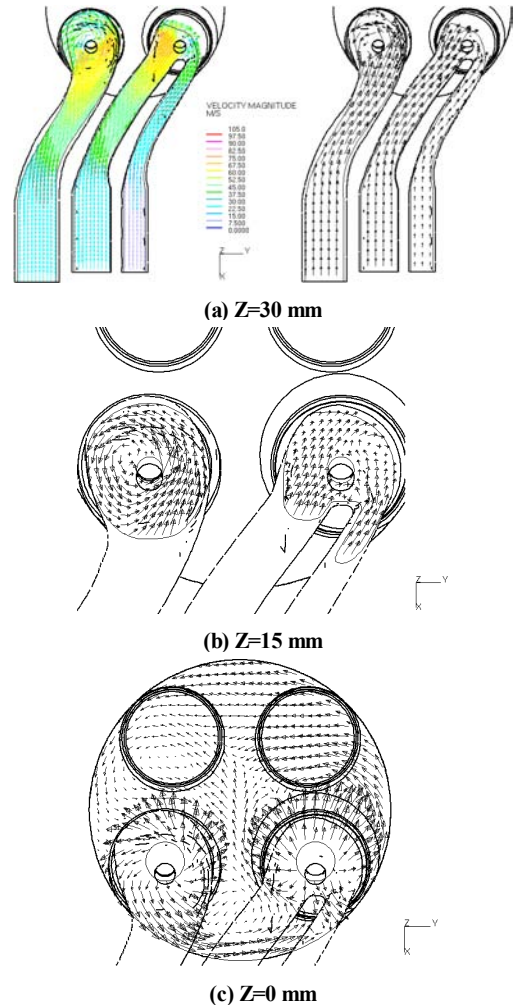 VELOCITY MAGNITUDE
M/S
105.0
97.50
90.00
82.50
75.00
67.50
60.00
52.50
45.00
37.50
30.00
22.50
15.00
7.500
0.0000
Z Y
X
Z Y
X
(a) Z=30 mm
Z Y
X
(b) Z=15 mm
Z Y
X
(c) Z=0 mm